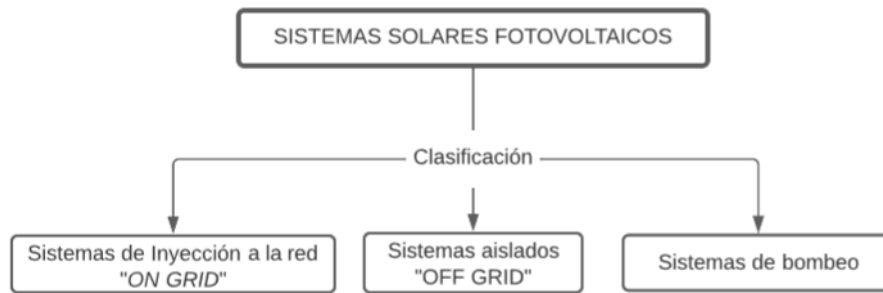 SISTEMAS SOLARES FOTOVOLTAICOS
Clasificación
Sistemas de Inyección a la red
"ON GRID"
Sistemas aislados
"OFF GRID"
Sistemas de bombeo